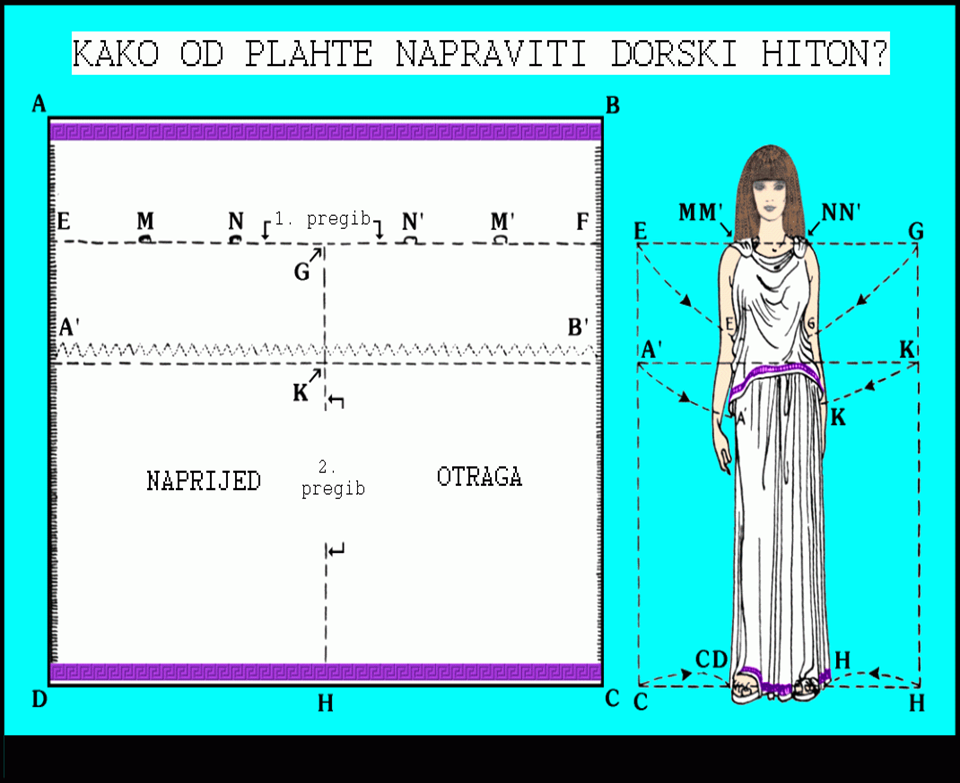 KAKO OD PLAHTE NAPRAVITI DORSKI HITON?
A
B
E M N 1. pregib N' M' F
G
A' B'
K
NAPRIJED
2.
pregib
OTRAGA
D
H
C
MM' NN'
E
G
E G
A'
K
A'
K
CD H
C
H